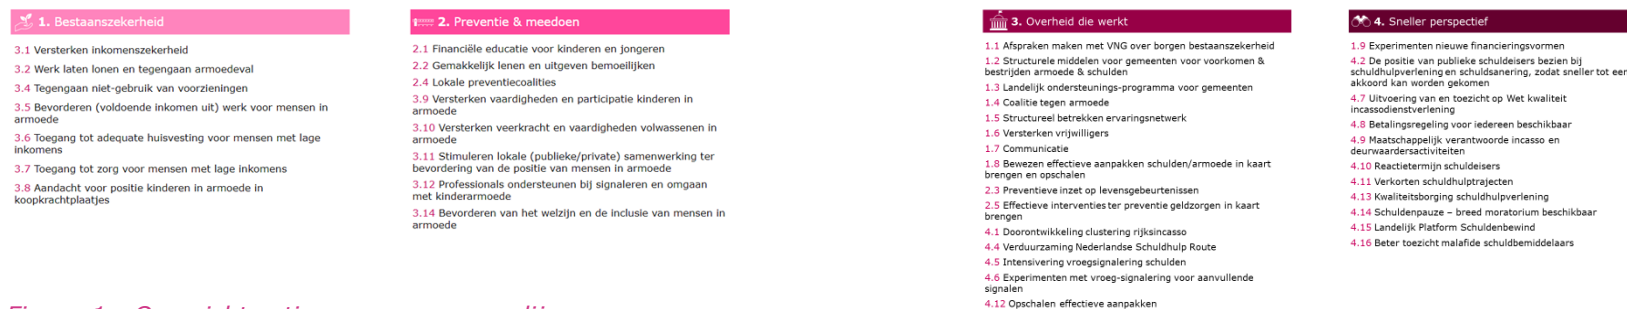 1. Bestaanszekerheid
3.1 Versterken inkomenszekerheid
3.2 Werk laten lonen en tegengaan armoedeval
3.4 Tegengaan niet-gebruik van voorzieningen
3.5 Bevorderen (voldoende inkomen uit) werk voor mensen in
armoede
3.6 Toegang tot adequate huisvesting voor mensen met lage
inkomens
3.7 Toegang tot zorg voor mensen met lage inkomens
3.8 Aandacht voor positie kinderen in armoede in
koopkrachtplaatjes
2. Preventie & meedoen
2.1 Financiële educatie voor kinderen en jongeren
2.2 Gemakkelijk lenen en uitgeven bemoeilijken
2.4 Lokale preventiecoalities
3.9 Versterken vaardigheden en participatie kinderen in
armoede
3.10 Versterken veerkracht en vaardigheden volwassenen in
armoede
3.11 Stimuleren lokale (publieke/private) samenwerking ter
bevordering van de positie van mensen in armoede
3.12 Professionals ondersteunen bij signaleren en omgaan
met kinderarmoede
3.14 Bevorderen van het welzijn en de inclusie van mensen in
armoede
3. Overheid die werkt
1.1 Afspraken maken met VNG over borgen bestaanszekerheid
1.2 Structurele middelen voor gemeenten voor voorkomen &
bestrijden armoede & schulden
1.3 Landelijk ondersteunings-programma voor gemeenten
1.4 Coalitie tegen armoede
1.5 Structureel betrekken ervaringsnetwerk
1.6 Versterken vrijwilligers
1.7 Communicatie
1.8 Bewezen effectieve aanpakken schulden/armoede in kaart
brengen en opschalen
2.3 Preventieve inzet op levensgebeurtenissen
2.5 Effectieve interventies ter preventie geldzorgen in kaart
brengen
4.1 Doorontwikkeling clustering rijksincasso
4.4 Verduurzaming Nederlandse Schuldhulp Route
4.5 Intensivering vroegsignalering schulden
4.6 Experimenten met vroeg-signalering voor aanvullende
signalen
4.12 Opschalen effectieve aanpakken
4. Sneller perspectief
1.9 Experimenten nieuwe financieringsvormen
4.2 De positie van publieke schuldeisers bezien bij
schuldhulpverlening en schuldsanering, zodat sneller tot een
akkoord kan worden gekomen
4.7 Uitvoering van en toezicht op Wet kwaliteit
incassodienstverlening
4.8 Betalingsregeling voor iedereen beschikbaar
4.9 Maatschappelijk verantwoorde incasso en
deurwaardersactiviteiten
4.10 Reactietermijn schuldeisers
4.11 Verkorten schuldhulptrajecten
4.13 Kwaliteitsborging schuldhulpverlening
4.14 Schuldenpauze – breed moratorium beschikbaar
4.15 Landelijk Platform Schuldenbewind
4.16 Beter toezicht malafide schuldbemiddelaars